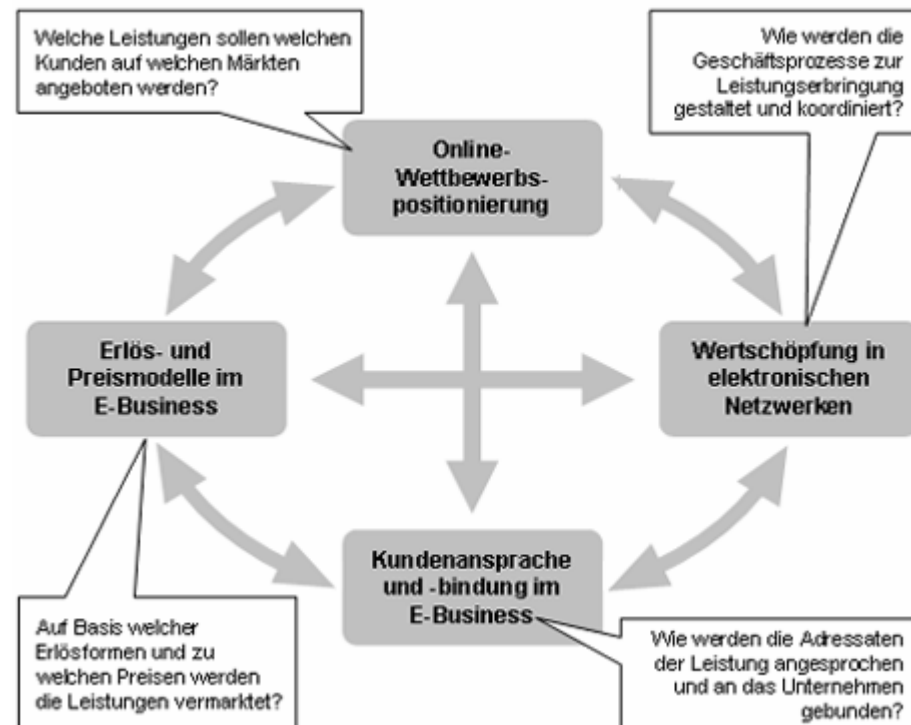 Welche Leistungen sollen welchen
Kunden auf welchen Märkten
angeboten werden?
Wie werden die
Geschäftsprozesse zur
Leistungserbringung
gestaltet und koordiniert?
Online-
Wettbewerbs-
positionierung
Erlös- und
Preismodelle im
E-Business
Wertschöpfung in
elektronischen
Netzwerken
Kundenansprache
und -bindung im
E-Business
Auf Basis welcher
Erlösformen und zu
welchen Preisen werden
die Leistungen vermarktet?
Wie werden die Adressaten
der Leistung angesprochen
und an das Unternehmen
gebunden?